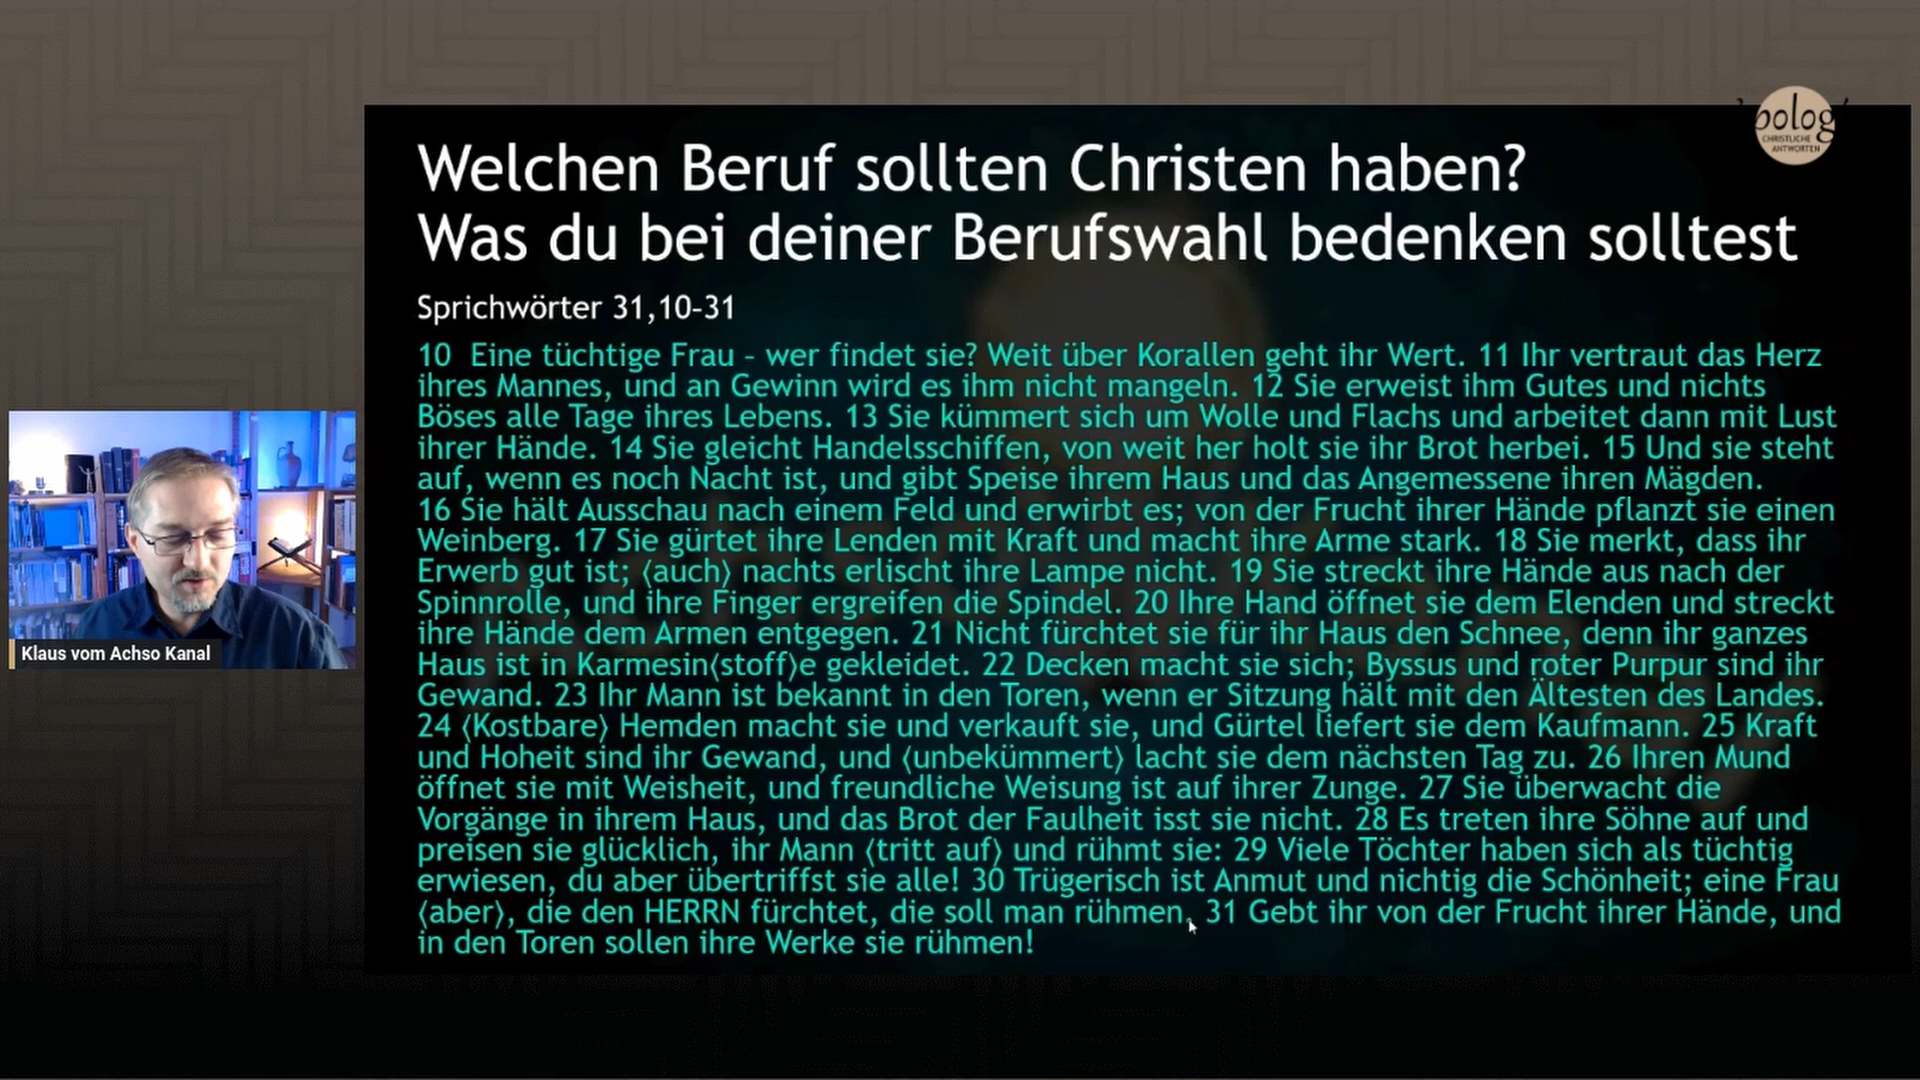 polog
CHRISTLICHE
ANTWORTEN
Welchen Beruf sollten Christen haben?
Was du bei deiner Berufswahl bedenken solltest
Sprichwörter 31,10-31
10 Eine tüchtige Frau - wer findet sie? Weit über Korallen geht ihr Wert. 11 Ihr vertraut das Herz
ihres Mannes, und an Gewinn wird es ihm nicht mangeln. 12 Sie erweist ihm Gutes und nichts
Böses alle Tage ihres Lebens. 13 Sie kümmert sich um Wolle und Flachs und arbeitet dann mit Lust
ihrer Hände. 14 Sie gleicht Handelsschiffen, von weit her holt sie ihr Brot herbei. 15 Und sie steht
auf, wenn es noch Nacht ist, und gibt Speise ihrem Haus und das Angemessene ihren Mägden.
16 Sie hält Ausschau nach einem Feld und erwirbt es; von der Frucht ihrer Hände pflanzt sie einen
Weinberg. 17 Sie gürtet ihre Lenden mit Kraft und macht ihre Arme stark. 18 Sie merkt, dass ihr
Erwerb gut ist; ⟨auch⟩ nachts erlischt ihre Lampe nicht. 19 Sie streckt ihre Hände aus nach der
Spinnrolle, und ihre Finger ergreifen die Spindel. 20 Ihre Hand öffnet sie dem Elenden und streckt
ihre Hände dem Armen entgegen. 21 Nicht fürchtet sie für ihr Haus den Schnee, denn ihr ganzes
Haus ist in Karmesin⟨stoff⟩e gekleidet. 22 Decken macht sie sich; Byssus und roter Purpur sind ihr
Gewand. 23 Ihr Mann ist bekannt in den Toren, wenn er Sitzung hält mit den Ältesten des Landes.
24 ⟨Kostbare⟩ Hemden macht sie und verkauft sie, und Gürtel liefert sie dem Kaufmann. 25 Kraft
und Hoheit sind ihr Gewand, und ⟨unbekümmert⟩ lacht sie dem nächsten Tag zu. 26 Ihren Mund
öffnet sie mit Weisheit, und freundliche Weisung ist auf ihrer Zunge. 27 Sie überwacht die
Vorgänge in ihrem Haus, und das Brot der Faulheit isst sie nicht. 28 Es treten ihre Söhne auf und
preisen sie glücklich, ihr Mann ⟨tritt auf⟩ und rühmt sie: 29 Viele Töchter haben sich als tüchtig
erwiesen, du aber übertriffst sie alle! 30 Trügerisch ist Anmut und nichtig die Schönheit; eine Frau
⟨aber⟩, die den HERRN fürchtet, die soll man rühmen. 31 Gebt ihr von der Frucht ihrer Hände, und
in den Toren sollen ihre Werke sie rühmen!
Klaus vom Achso Kanal